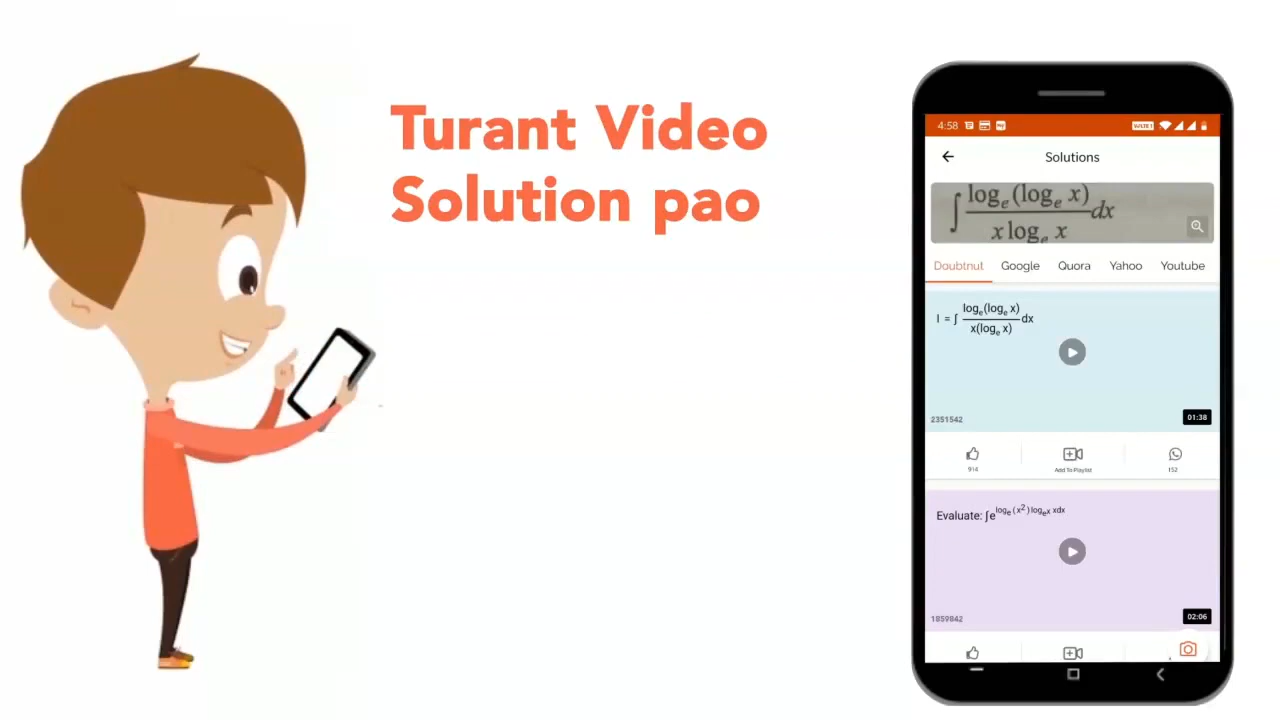 Turant Video
Solution pao
4:58
VoLTE
Solutions
∫ logₑ(logₑ x) / x logₑ x dx
Doubtnut Google Quora Yahoo Youtube
I = ∫ logₑ(logₑ x) / x(logₑ x) dx
2351542 01:38
914 Add To Playlist 152
Evaluate: ∫e^(logₑ(x²) logₑx xdx)
1859842 02:06